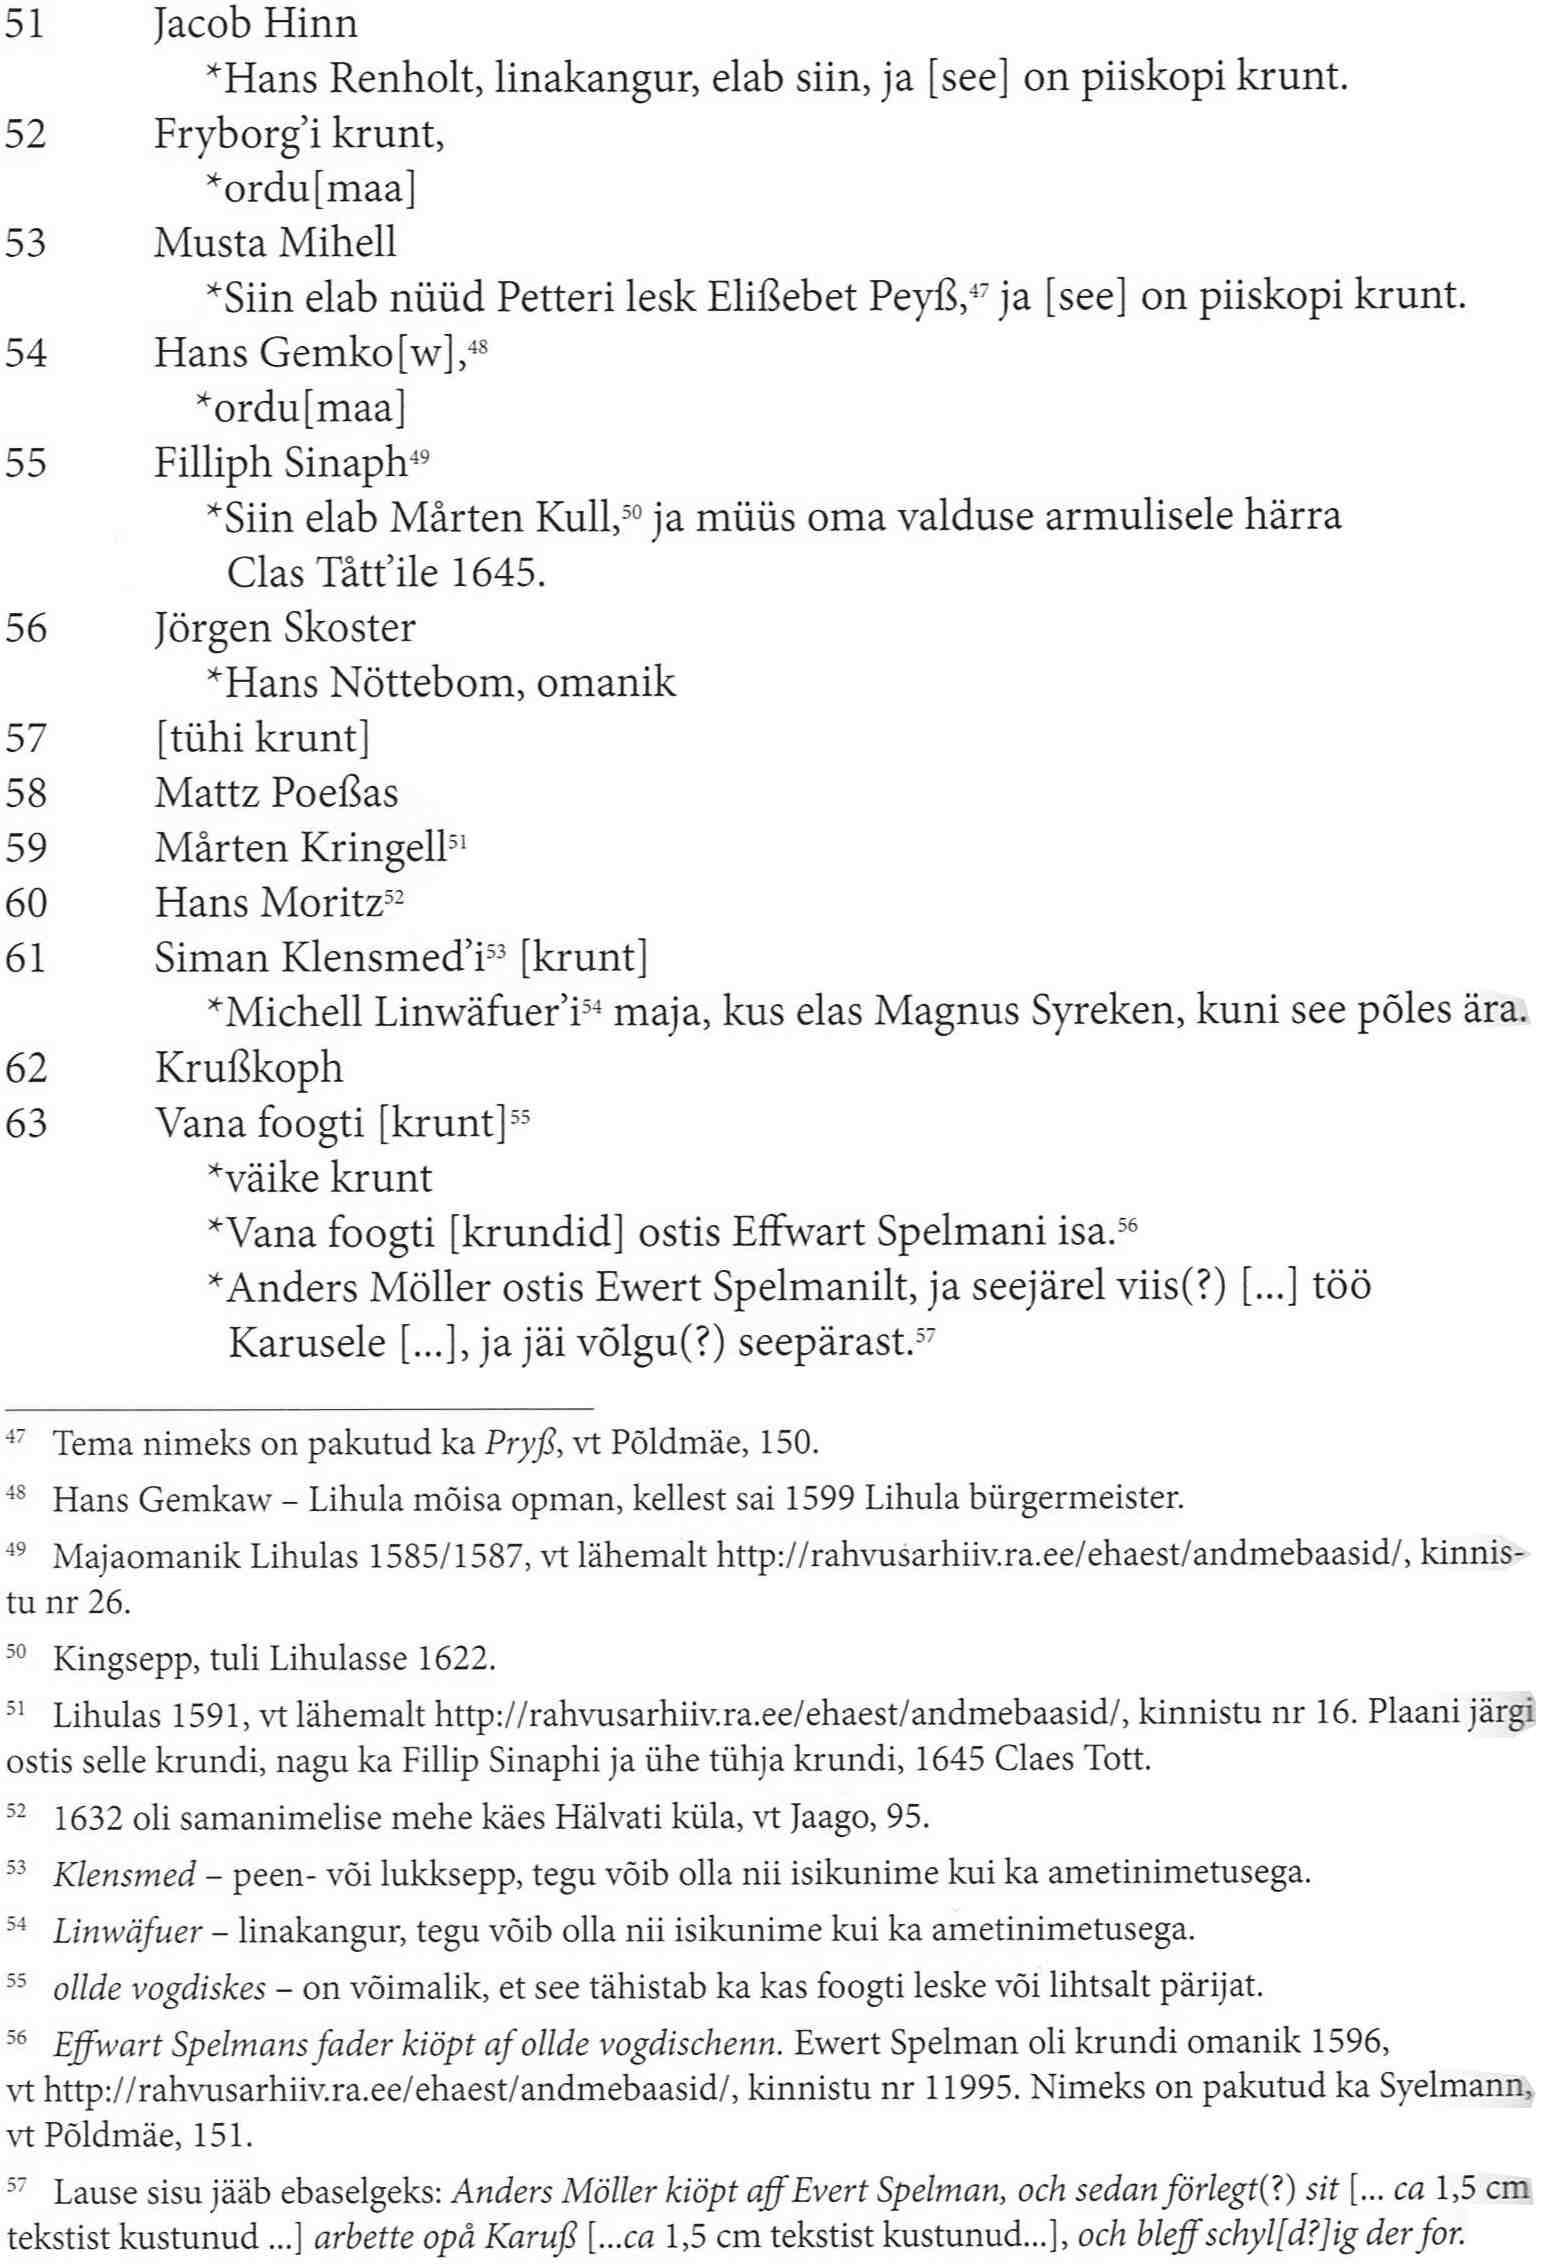 51 Jacob Hinn
*Hans Renholt, linakangur, elab siin, ja [see] on piiskopi krunt.
52 Fryborg’i krunt,
*ordu[maa]
53 Musta Mihell
*Siin elab nüüd Petteri lesk Elißebet Peyß,⁴⁷ ja [see] on piiskopi krunt.
54 Hans Gemko[w],⁴⁸
*ordu[maa]
55 Filliph Sinaph⁴⁹
*Siin elab Mårten Kull,⁵⁰ ja müüs oma valduse armulisele härra
Clas Tått’ile 1645.
56 Jörgen Skoster
*Hans Nöttebom, omanik
57 [tühi krunt]
58 Mattz Poeßas
59 Mårten Kringell⁵¹
60 Hans Moritz⁵²
61 Siman Klensmed’i⁵³ [krunt]
*Michell Linwäfuer’i⁵⁴ maja, kus elas Magnus Syreken, kuni see põles ära.
62 Krußkoph
63 Vana foogti [krunt]⁵⁵
*väike krunt
*Vana foogti [krundid] ostis Effwart Spelmani isa.⁵⁶
*Anders Möller ostis Ewert Spelmanilt, ja seejärel viis(?) [...] töö
Karusele [...], ja jäi võlgu(?) seepärast.⁵⁷
⁴⁷ Tema nimeks on pakutud ka Pryß, vt Põldmäe, 150.
⁴⁸ Hans Gemkaw – Lihula mõisa opman, kellest sai 1599 Lihula bürgermeister.
⁴⁹ Majaomanik Lihulas 1585/1587, vt lähemalt http://rahvusarhiiv.ra.ee/ehaest/andmebaasid/, kinnis-
tu nr 26.
⁵⁰ Kingsepp, tuli Lihulasse 1622.
⁵¹ Lihulas 1591, vt lähemalt http://rahvusarhiiv.ra.ee/ehaest/andmebaasid/, kinnistu nr 16. Plaani järgi
ostis selle krundi, nagu ka Fillip Sinaphi ja ühe tühja krundi, 1645 Claes Tott.
⁵² 1632 oli samanimelise mehe käes Hälvati küla, vt Jaago, 95.
⁵³ Klensmed – peen- või lukksepp, tegu võib olla nii isikunime kui ka ametinimetusega.
⁵⁴ Linwäfuer – linakangur, tegu võib olla nii isikunime kui ka ametinimetusega.
⁵⁵ ollde vogdiskes – on võimalik, et see tähistab ka kas foogti leske või lihtsalt pärijat.
⁵⁶ Effwart Spelmans fader kiöpt af ollde vogdischenn. Ewert Spelman oli krundi omanik 1596,
vt http://rahvusarhiiv.ra.ee/ehaest/andmebaasid/, kinnistu nr 11995. Nimeks on pakutud ka Syelmann,
vt Põldmäe, 151.
⁵⁷ Lause sisu jääb ebaselgeks: Anders Möller kiöpt aff Evert Spelman, och sedan förlegt(?) sit [... ca 1,5 cm
tekstist kustunud ...] arbette opå Karuß [...ca 1,5 cm tekstist kustunud...], och bleff schyl[d?]ig der for.